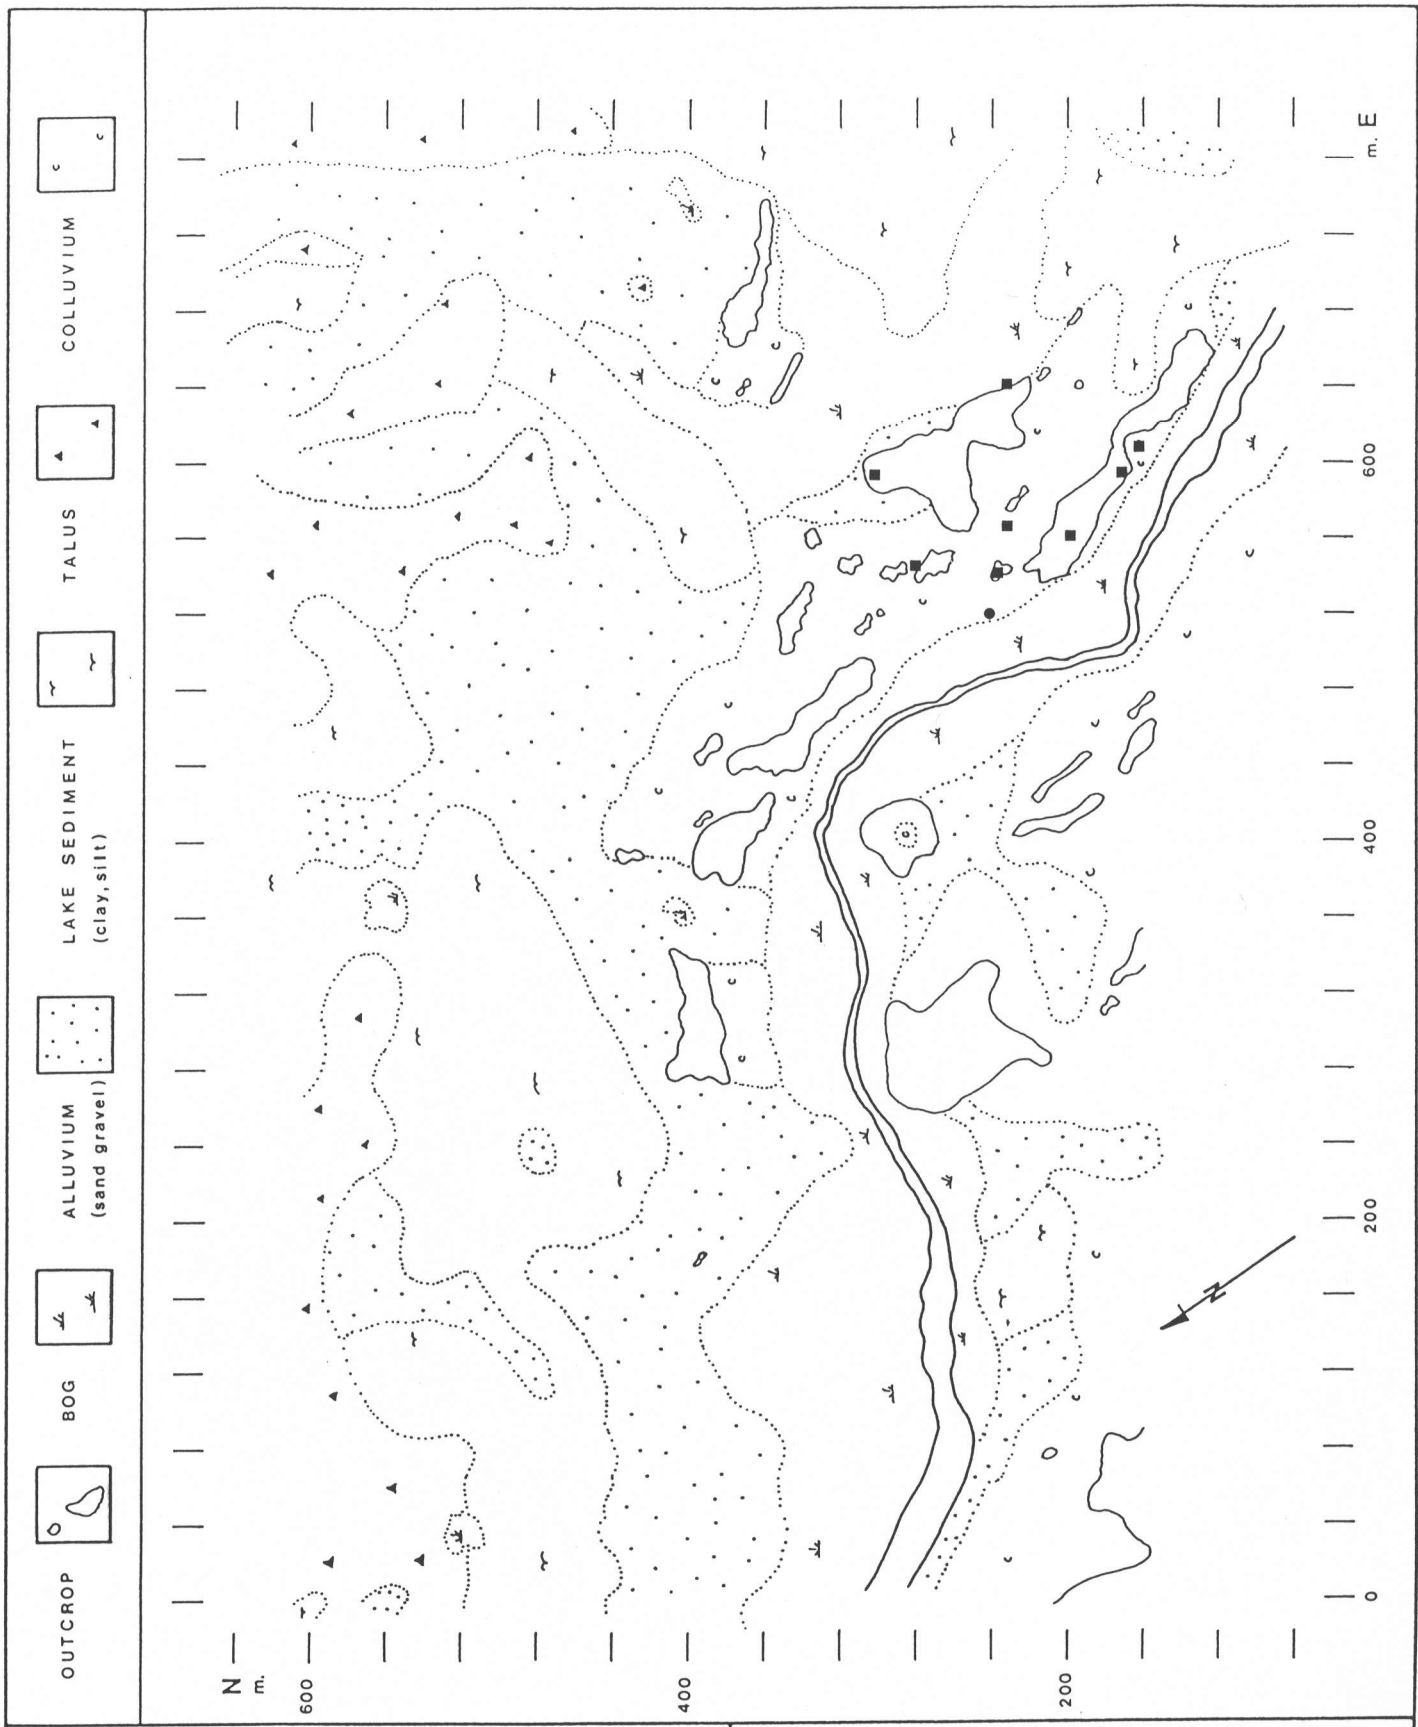 OUTCROP
BOG
ALLUVIUM
(sand gravel)
LAKE SEDIMENT
(clay, silt)
TALUS
COLLUVIUM
N
m.
600
400
200
0
200
400
600
m. E
N